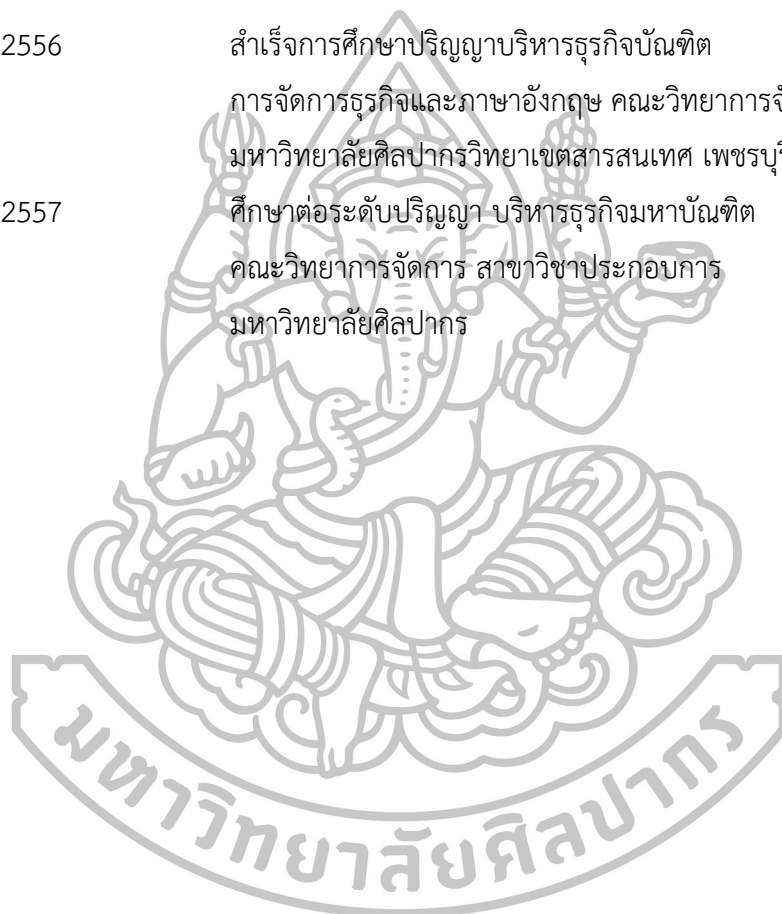 2556 สำเร็จการศึกษาปริญญาบริหารธุรกิจบัณฑิต
การจัดการธุรกิจและภาษาอังกฤษ คณะวิทยาการ
มหาวิทยาลัยศิลปากรวิทยาเขตสารสนเทศ เพชรบุรี
2557 ศึกษาต่อระดับปริญญา บริหารธุรกิจมหาบัณฑิต
คณะวิทยาการจัดการ สาขาวิชาประกอบการ
มหาวิทยาลัยศิลปากร
มหาวิทยาลัยศิลปากร